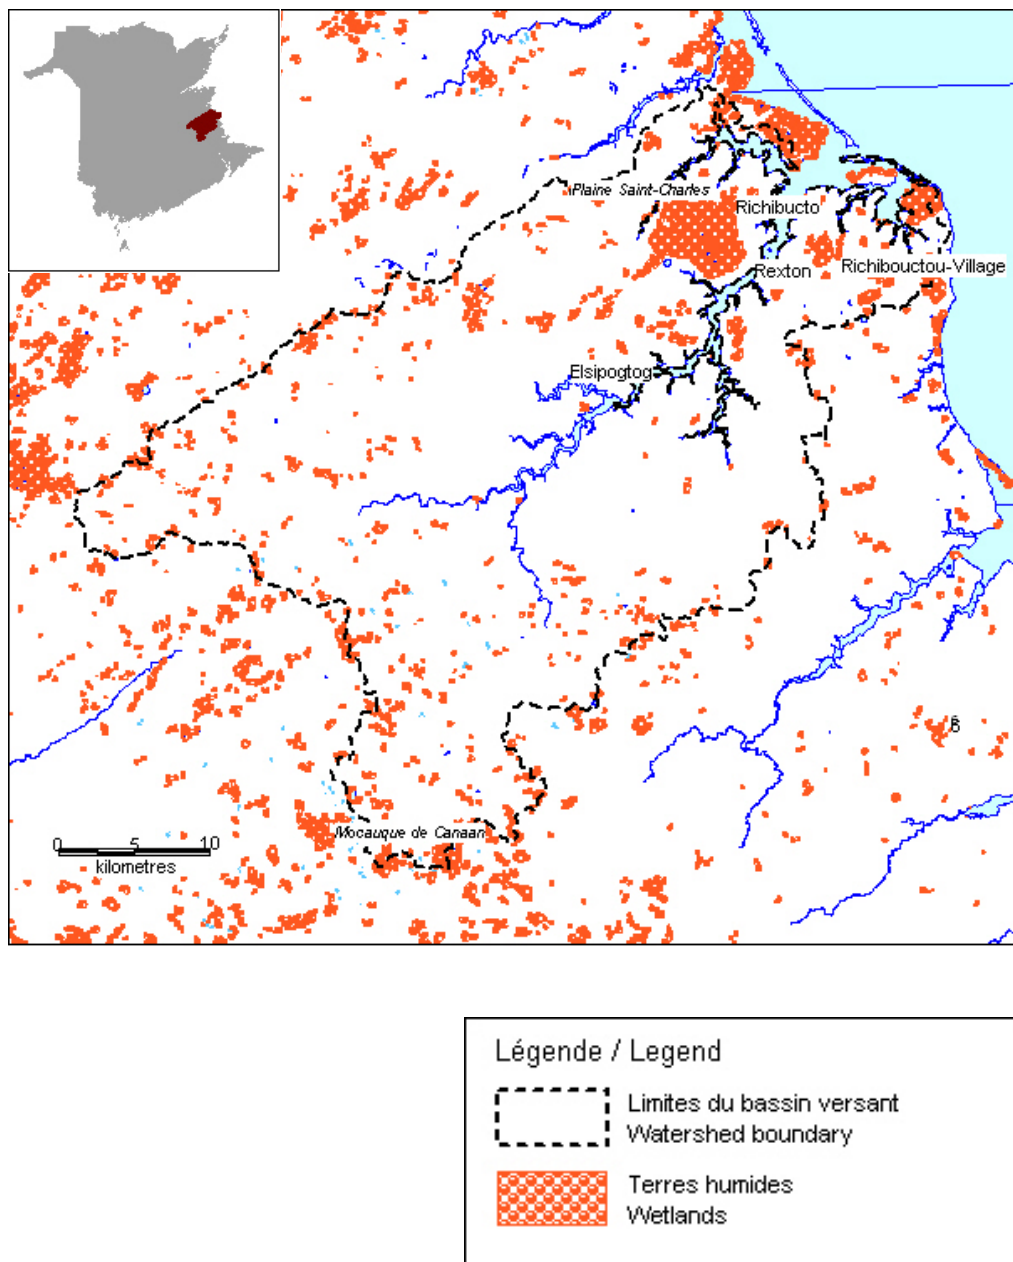 Plaine Saint-Charles
Richibucto
Rexton
Richibouctou-Village
Elsipogtog
Mocauque de Canaan
0 5 10
kilometres
Légende / Legend
Limites du bassin versant
Watershed boundary
Terres humides
Wetlands